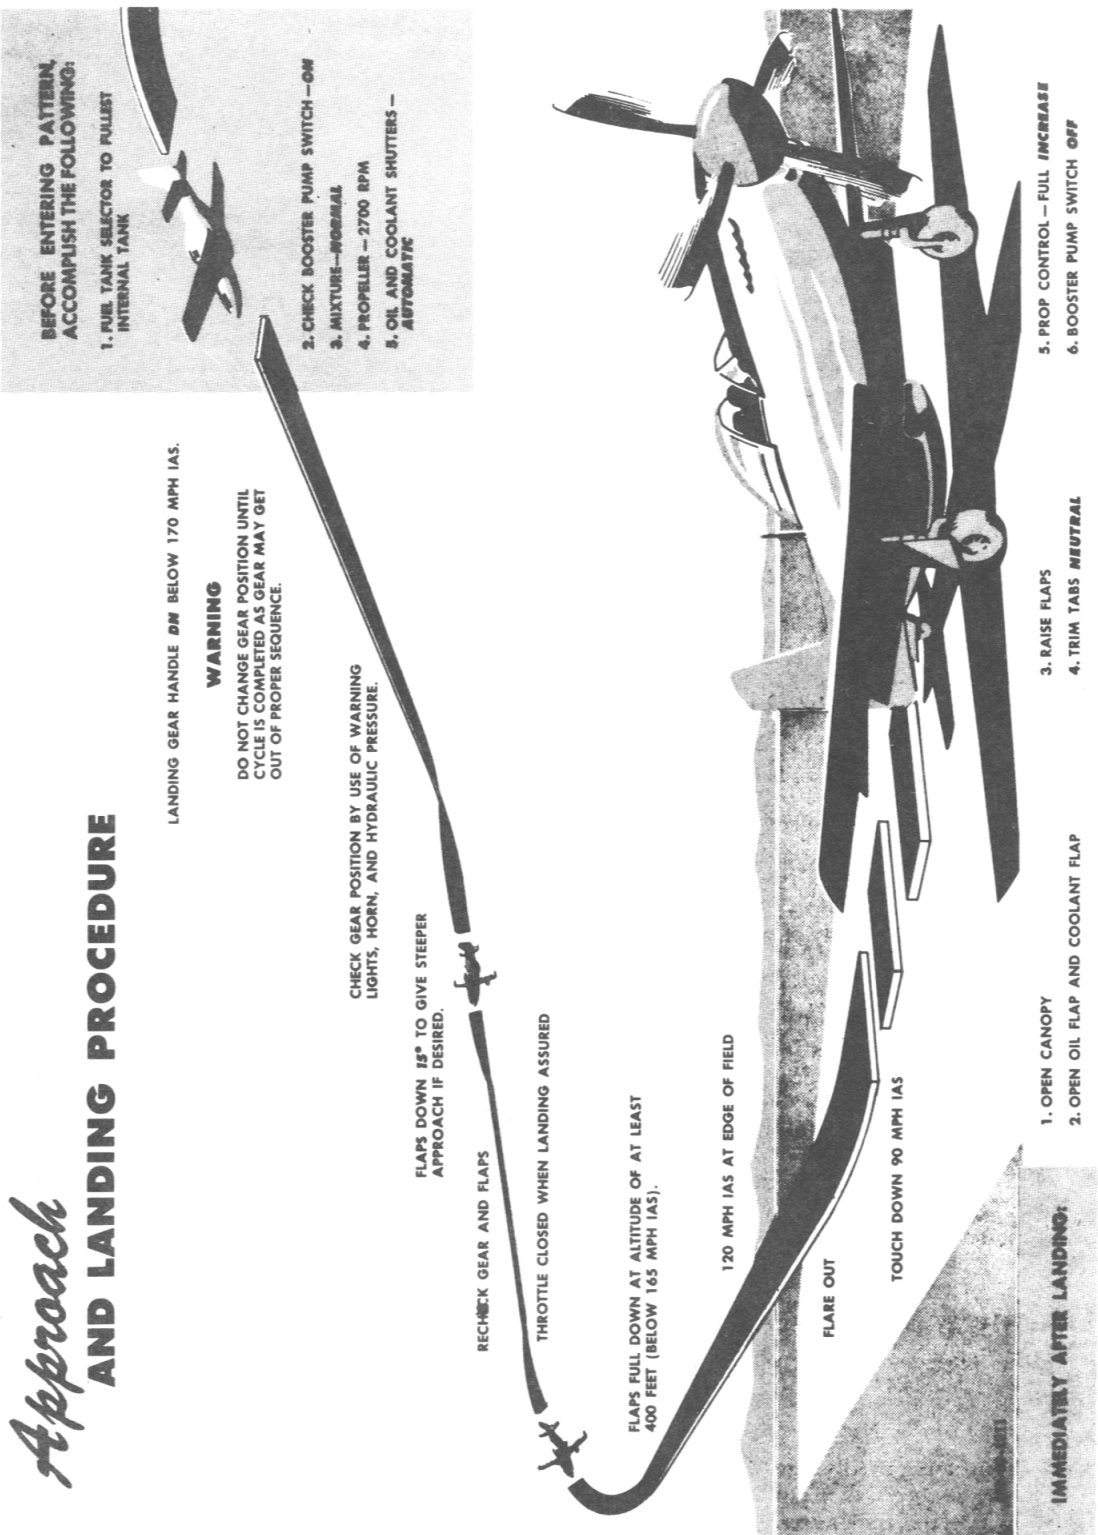 Approach
AND LANDING PROCEDURE
BEFORE ENTERING PATTERN,
ACCOMPLISH THE FOLLOWING:
1. FUEL TANK SELECTOR TO FULLEST
INTERNAL TANK
2. CHECK BOOSTER PUMP SWITCH—ON
3. MIXTURE—NORMAL
4. PROPELLER—2700 RPM
5. OIL AND COOLANT SHUTTERS—
AUTOMATIC
LANDING GEAR HANDLE DN BELOW 170 MPH IAS.
WARNING
DO NOT CHANGE GEAR POSITION UNTIL
CYCLE IS COMPLETED AS GEAR MAY GET
OUT OF PROPER SEQUENCE.
CHECK GEAR POSITION BY USE OF WARNING
LIGHTS, HORN, AND HYDRAULIC PRESSURE.
FLAPS DOWN 15° TO GIVE STEEPER
APPROACH IF DESIRED.
RECHECK GEAR AND FLAPS
THROTTLE CLOSED WHEN LANDING ASSURED
FLAPS FULL DOWN AT ALTITUDE OF AT LEAST
400 FEET (BELOW 165 MPH IAS).
120 MPH IAS AT EDGE OF FIELD
FLARE OUT
TOUCH DOWN 90 MPH IAS
IMMEDIATELY AFTER LANDING:
1. OPEN CANOPY
2. OPEN OIL FLAP AND COOLANT FLAP
3. RAISE FLAPS
4. TRIM TABS NEUTRAL
5. PROP CONTROL—FULL INCREASE
6. BOOSTER PUMP SWITCH OFF